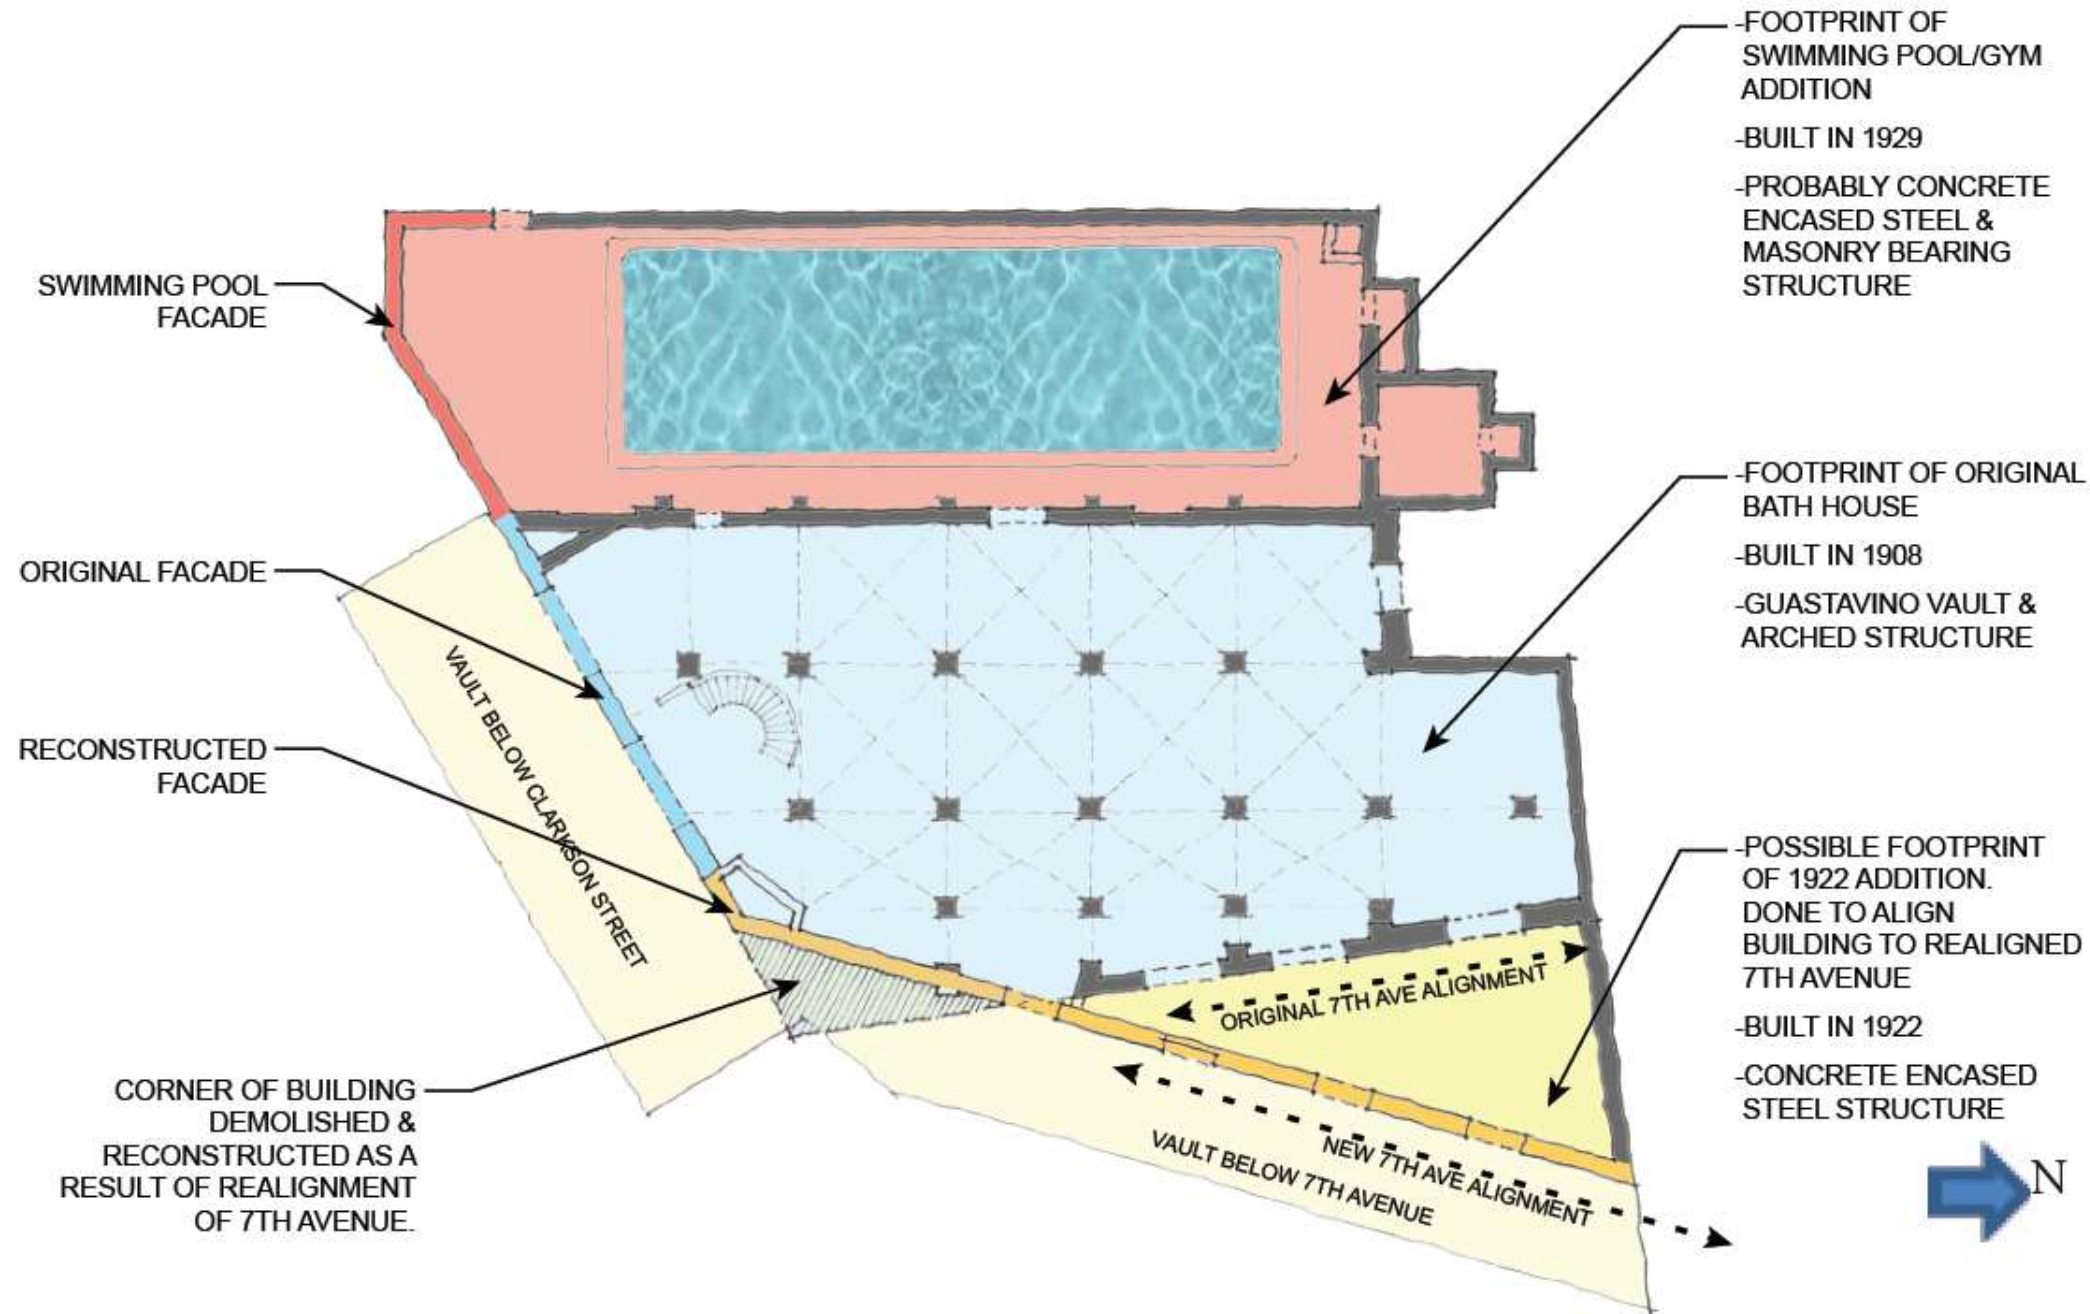 -FOOTPRINT OF
SWIMMING POOL/GYM
ADDITION
-BUILT IN 1929
-PROBABLY CONCRETE
ENCASED STEEL &
MASONRY BEARING
STRUCTURE
SWIMMING POOL
FACADE
-FOOTPRINT OF ORIGINAL
BATH HOUSE
-BUILT IN 1908
-GUASTAVINO VAULT &
ARCHED STRUCTURE
ORIGINAL FACADE
RECONSTRUCTED
FACADE
VAULT BELOW CLARKSON STREET
-POSSIBLE FOOTPRINT
OF 1922 ADDITION.
DONE TO ALIGN
BUILDING TO REALIGNED
7TH AVENUE
-BUILT IN 1922
-CONCRETE ENCASED
STEEL STRUCTURE
ORIGINAL 7TH AVE ALIGNMENT
NEW 7TH AVE ALIGNMENT
VAULT BELOW 7TH AVENUE
CORNER OF BUILDING
DEMOLISHED &
RECONSTRUCTED AS A
RESULT OF REALIGNMENT
OF 7TH AVENUE.
N